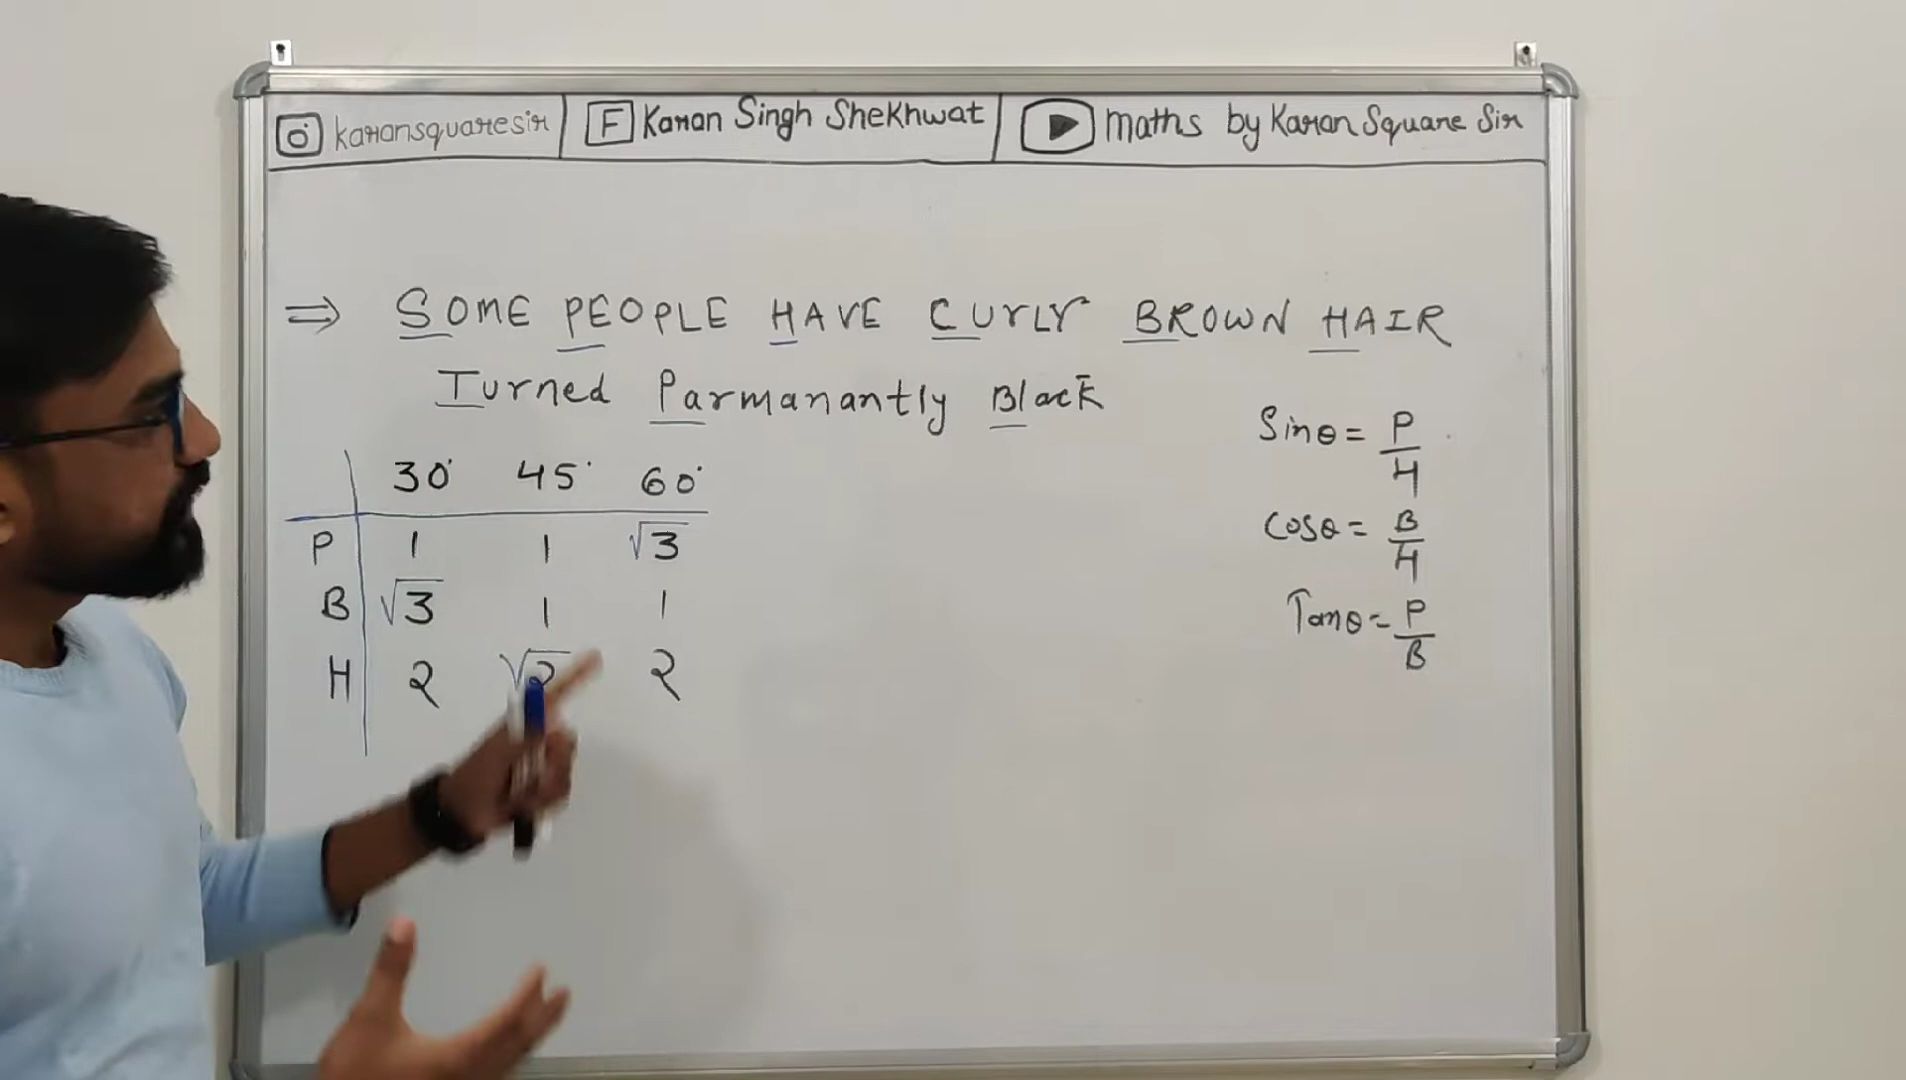 karansquaresir F Karan Singh Shekhwat maths by Karan Square Sir
⇒ SOME PEOPLE HAVE CURLY BROWN HAIR
Turned Parmanantly Black
30° 45° 60°
P 1 1 √3
B √3 1 1
H 2 √2 2
Sinθ = P/H
Cosθ = B/H
Tanθ = P/B